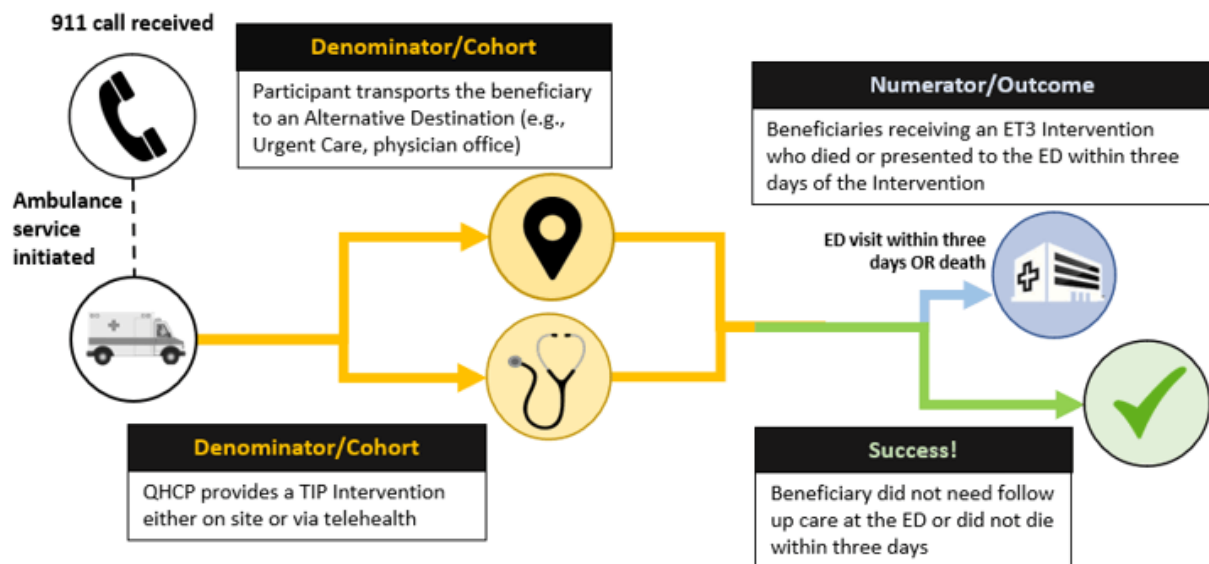 911 call received
Ambulance
service
initiated
Denominator/Cohort
Participant transports the beneficiary
to an Alternative Destination (e.g.,
Urgent Care, physician office)
Denominator/Cohort
QHCP provides a TIP Intervention
either on site or via telehealth
Numerator/Outcome
Beneficiaries receiving an ET3 Intervention
who died or presented to the ED within three
days of the Intervention
ED visit within three
days OR death
Success!
Beneficiary did not need follow
up care at the ED or did not die
within three days